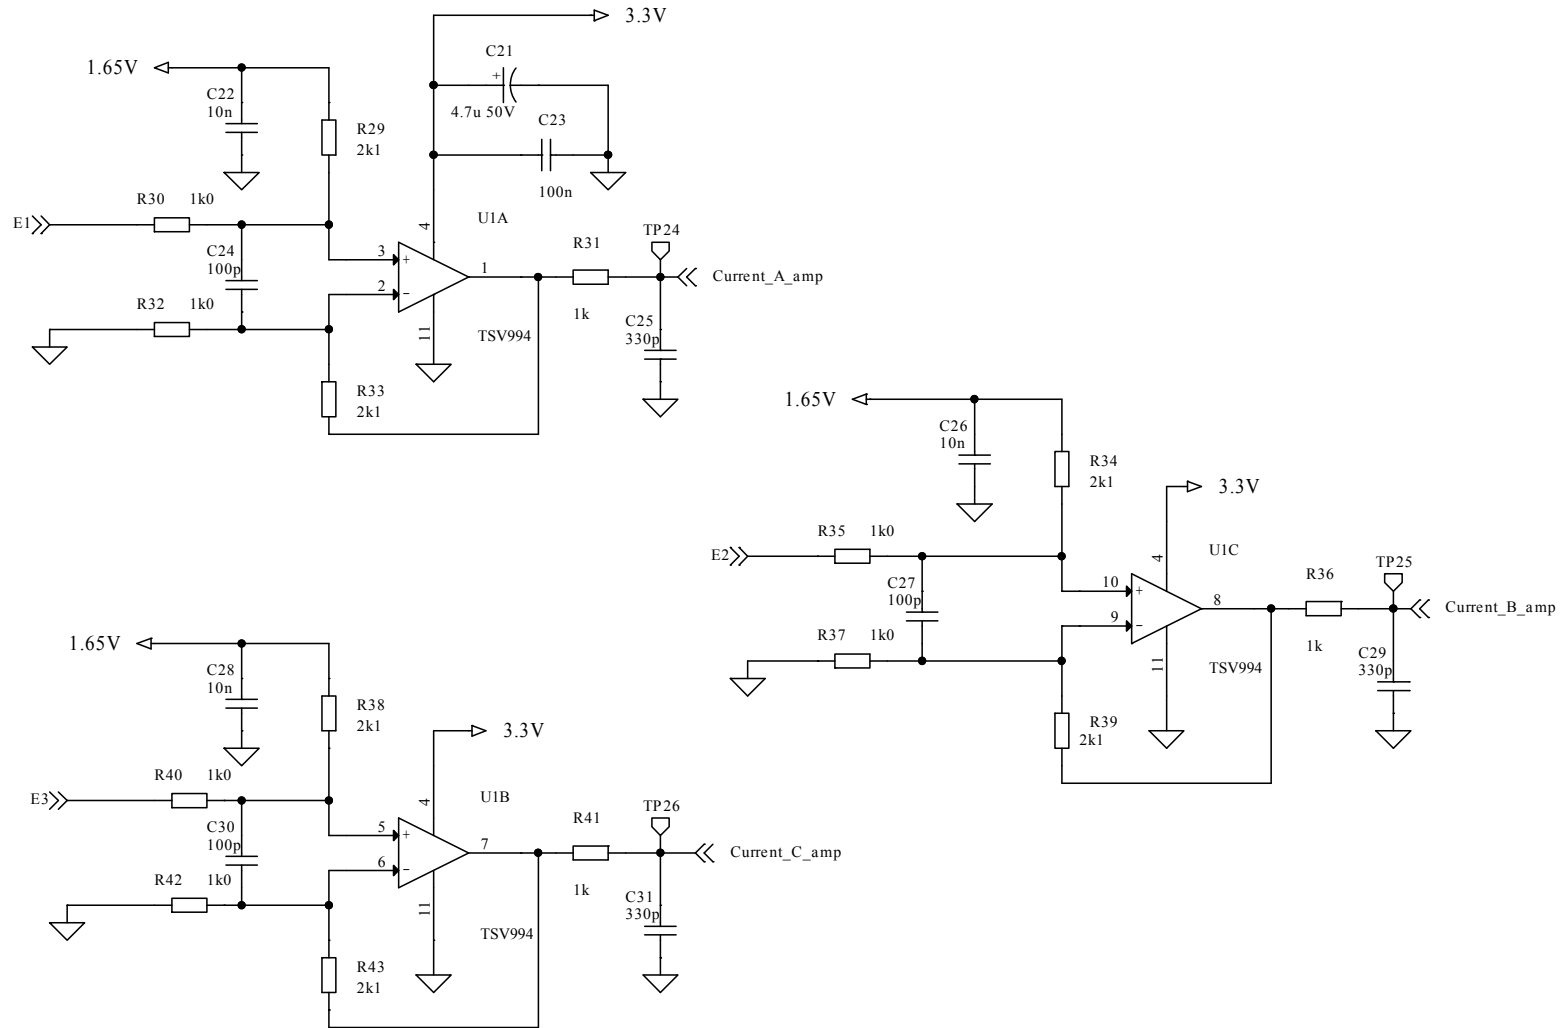 3.3V
C21
+
4.7u 50V
C23
100n
1.65V
C22
10n
R29
2k1
R30 1k0
E1
C24
100p
R32 1k0
4
U1A
3
+
2
−
1
11
TSV994
R31
1k
TP24
Current_A_amp
C25
330p
R33
2k1
1.65V
C26
10n
R34
2k1
3.3V
R35 1k0
E2
C27
100p
R37 1k0
4
U1C
10
+
9
−
8
11
TSV994
R36
1k
TP25
Current_B_amp
C29
330p
R39
2k1
1.65V
C28
10n
R38
2k1
3.3V
R40 1k0
E3
C30
100p
R42 1k0
4
U1B
5
+
6
−
7
11
TSV994
R41
1k
TP26
Current_C_amp
C31
330p
R43
2k1